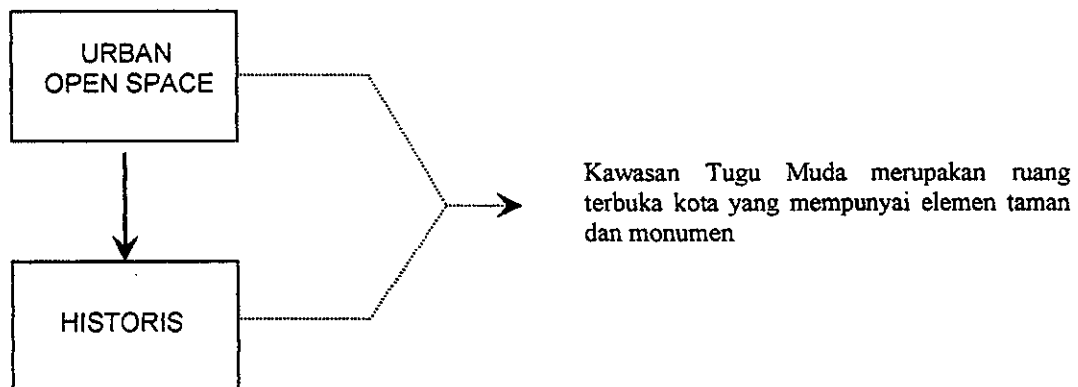 URBAN
OPEN SPACE
Kawasan Tugu Muda merupakan ruang
terbuka kota yang mempunyai elemen taman
dan monumen
HISTORIS